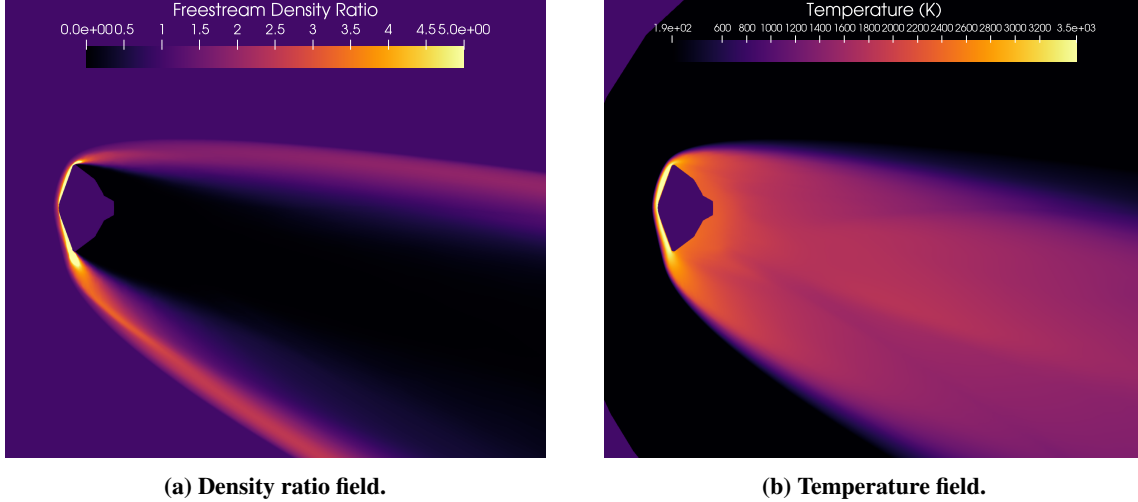 Freestream Density Ratio
0.0e+00 0.5 1 1.5 2 2.5 3 3.5 4 4.5 5.0e+00
(a) Density ratio field.
Temperature (K)
1.9e+02 600 800 1000 1200 1400 1600 1800 2000 2200 2400 2600 2800 3000 3200 3.5e+03
(b) Temperature field.